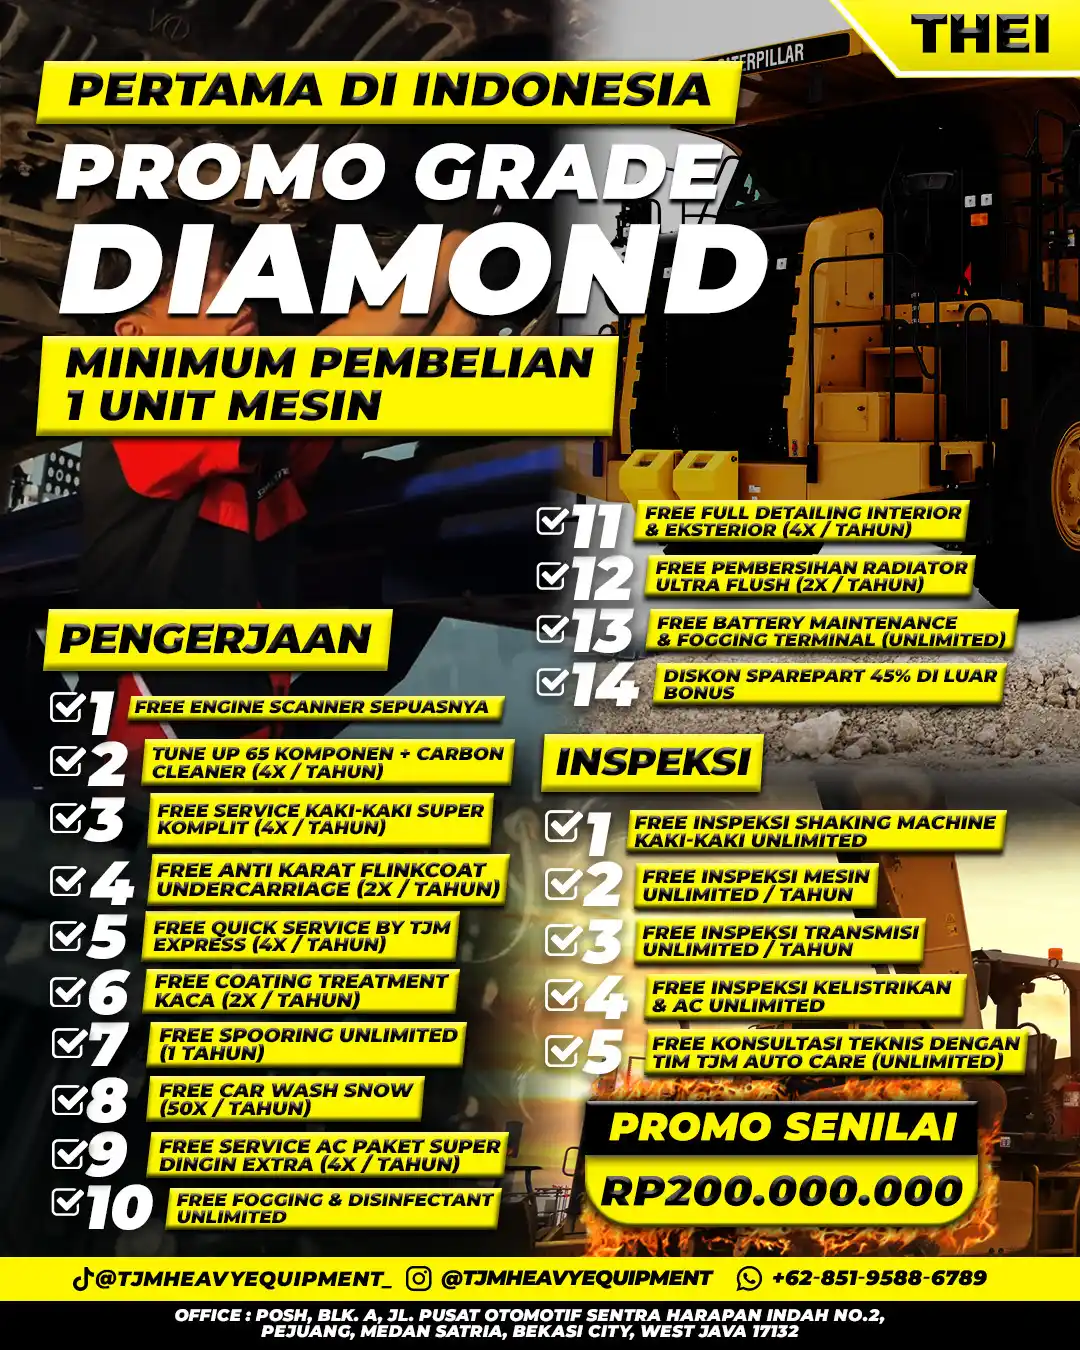 THEI
CATERPILLAR
PERTAMA DI INDONESIA
PROMO GRADE
DIAMOND
MINIMUM PEMBELIAN
1 UNIT MESIN
PENGERJAAN
1 FREE ENGINE SCANNER SEPUASNYA
2 TUNE UP 65 KOMPONEN + CARBON
CLEANER (4X / TAHUN)
3 FREE SERVICE KAKI-KAKI SUPER
KOMPLIT (4X / TAHUN)
4 FREE ANTI KARAT FLINKCOAT
UNDERCARRIAGE (2X / TAHUN)
5 FREE QUICK SERVICE BY TJM
EXPRESS (4X / TAHUN)
6 FREE COATING TREATMENT
KACA (2X / TAHUN)
7 FREE SPOORING UNLIMITED
(1 TAHUN)
8 FREE CAR WASH SNOW
(50X / TAHUN)
9 FREE SERVICE AC PAKET SUPER
DINGIN EXTRA (4X / TAHUN)
10 FREE FOGGING & DISINFECTANT
UNLIMITED
11 FREE FULL DETAILING INTERIOR
& EKSTERIOR (4X / TAHUN)
12 FREE PEMBERSIHAN RADIATOR
ULTRA FLUSH (2X / TAHUN)
13 FREE BATTERY MAINTENANCE
& FOGGING TERMINAL (UNLIMITED)
14 DISKON SPAREPART 45% DI LUAR
BONUS
INSPEKSI
1 FREE INSPEKSI SHAKING MACHINE
KAKI-KAKI UNLIMITED
2 FREE INSPEKSI MESIN
UNLIMITED / TAHUN
3 FREE INSPEKSI TRANSMISI
UNLIMITED / TAHUN
4 FREE INSPEKSI KELISTRIKAN
& AC UNLIMITED
5 FREE KONSULTASI TEKNIS DENGAN
TIM TJM AUTO CARE (UNLIMITED)
PROMO SENILAI
RP200.000.000
@TJMHEAVYEQUIPMENT_ @TJMHEAVYEQUIPMENT +62-851-9588-6789
OFFICE : POSH, BLK. A, JL. PUSAT OTOMOTIF SENTRA HARAPAN INDAH NO.2,
PEJUANG, MEDAN SATRIA, BEKASI CITY, WEST JAVA 17132